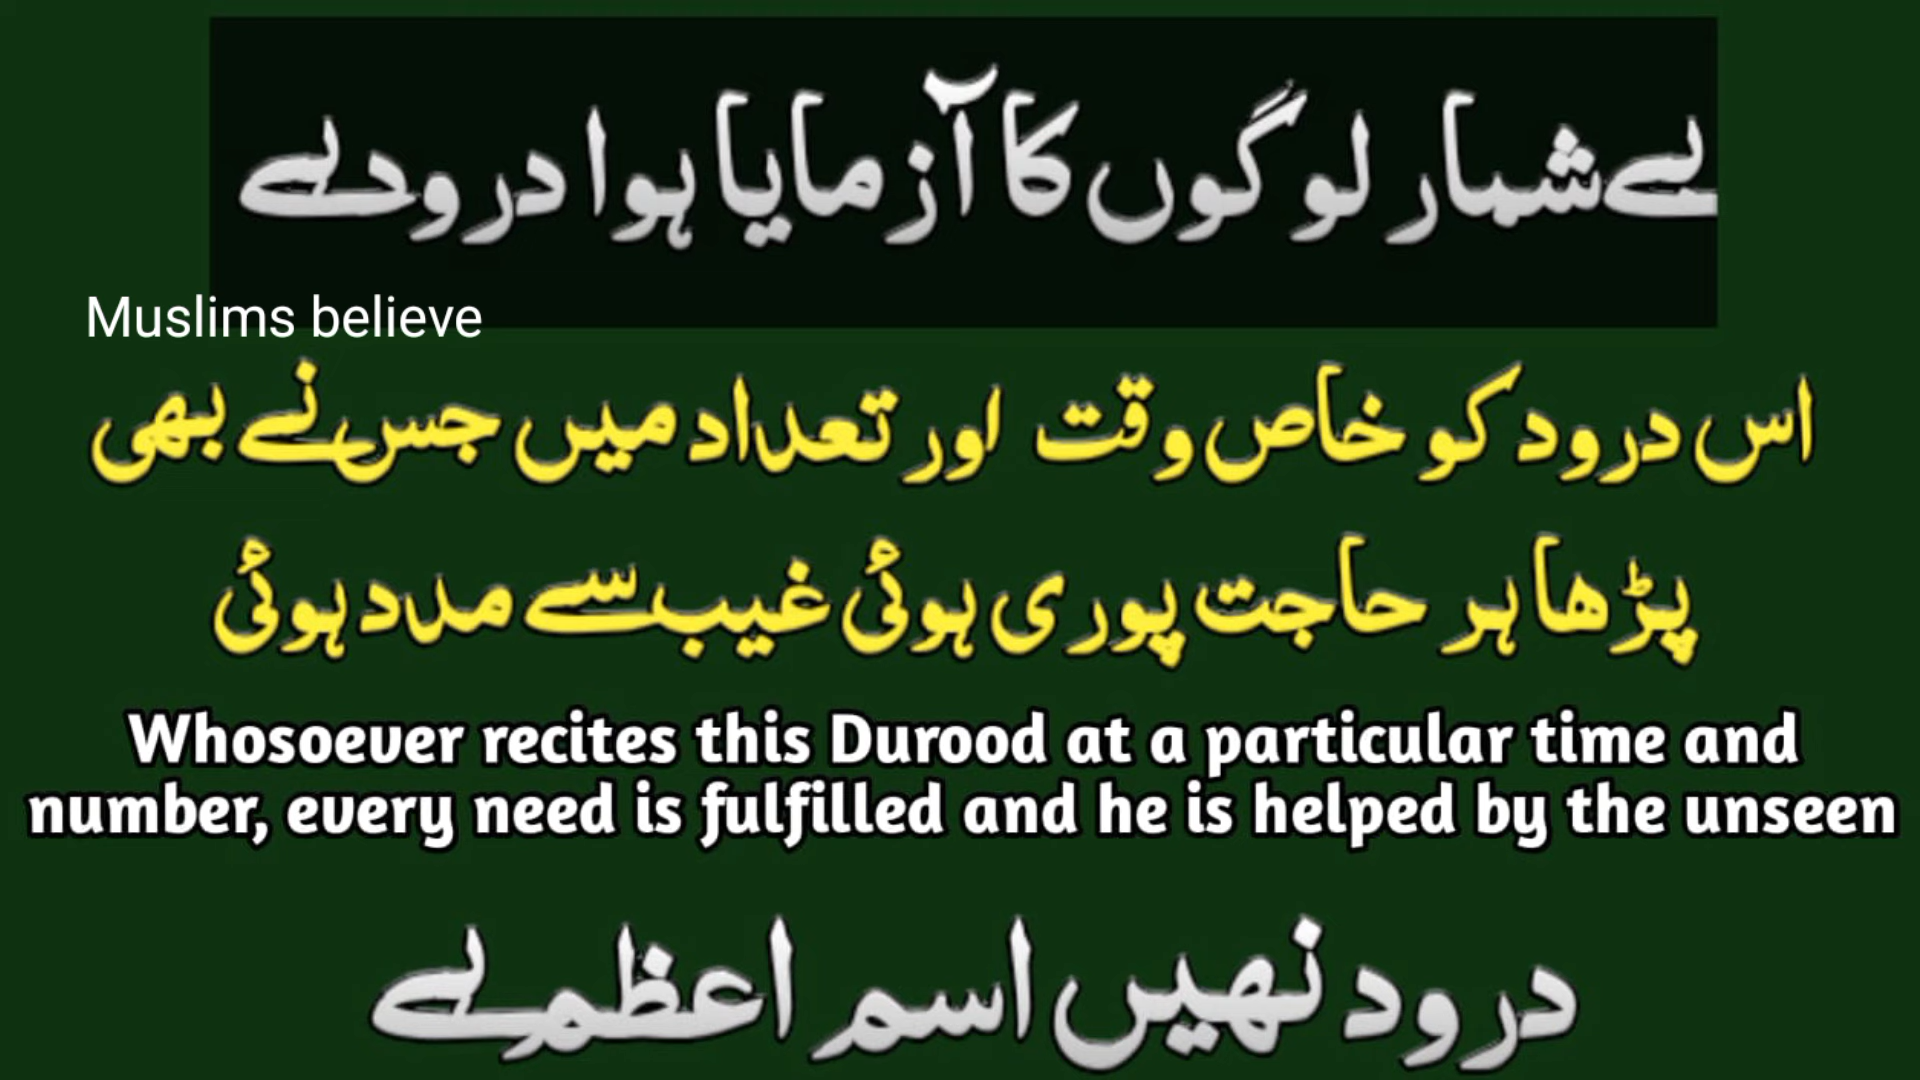 بے شمار لوگوں کا آزمایا ہوا درود ہے
Muslims believe
اس درود کو خاص وقت اور تعداد میں جس نے بھی
پڑھا ہر حاجت پوری ہوئی غیب سے مدد ہوئی
Whosoever recites this Durood at a particular time and
number, every need is fulfilled and he is helped by the unseen
درود نہیں اسم اعظم ہے